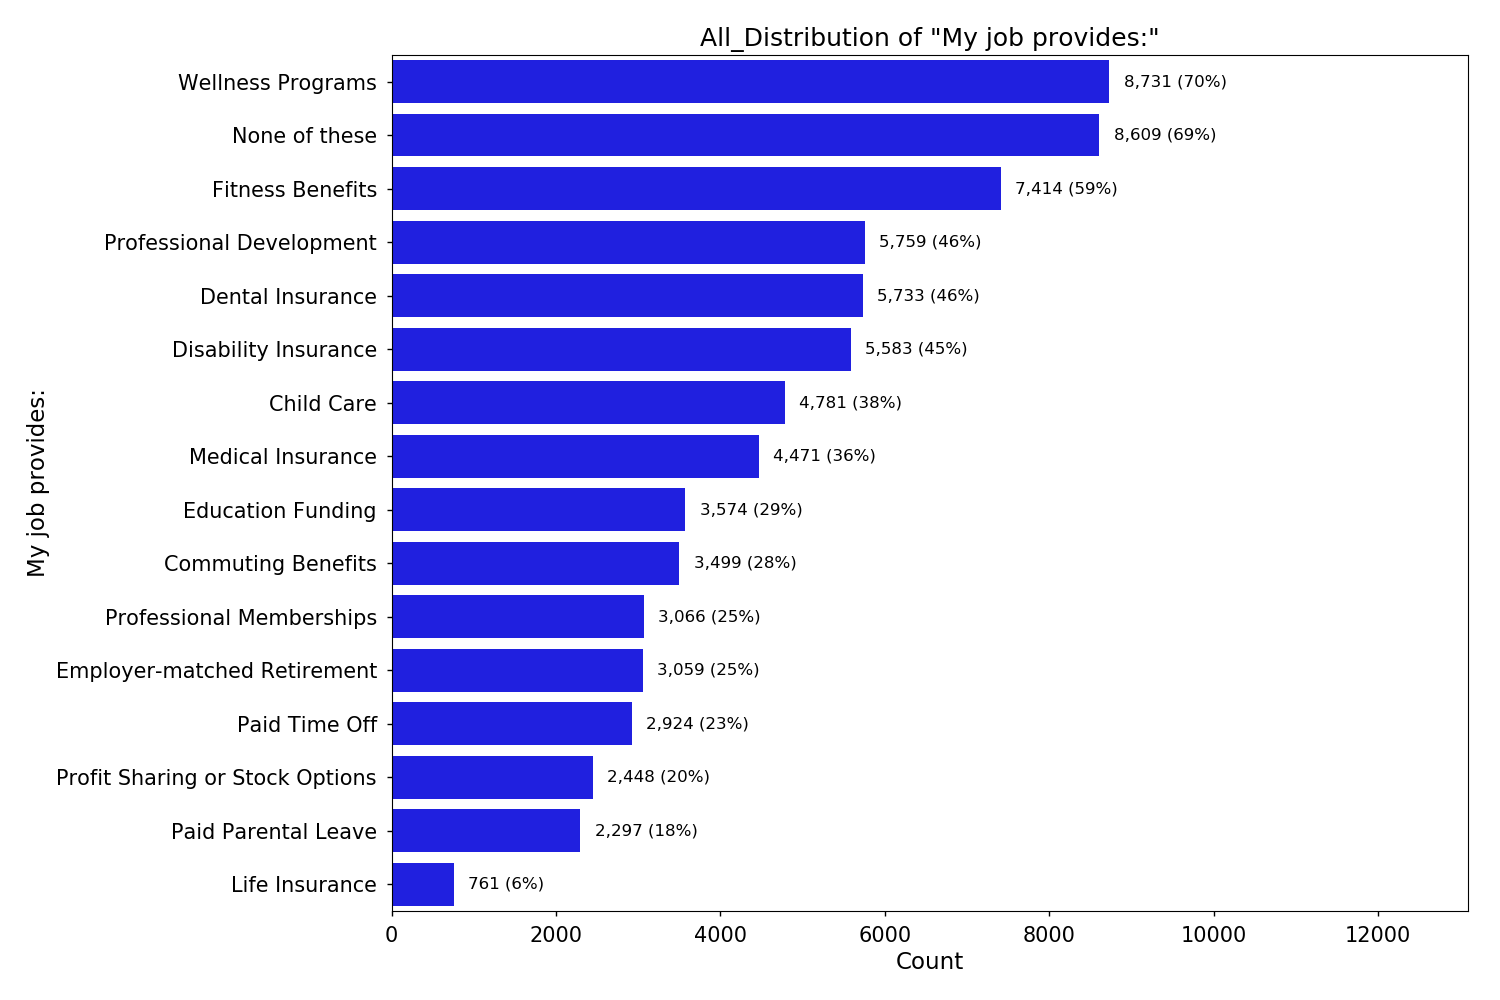 All_Distribution of "My job provides:"
Wellness Programs 8,731 (70%)
None of these 8,609 (69%)
Fitness Benefits 7,414 (59%)
Professional Development 5,759 (46%)
Dental Insurance 5,733 (46%)
Disability Insurance 5,583 (45%)
Child Care 4,781 (38%)
Medical Insurance 4,471 (36%)
Education Funding 3,574 (29%)
Commuting Benefits 3,499 (28%)
Professional Memberships 3,066 (25%)
Employer-matched Retirement 3,059 (25%)
Paid Time Off 2,924 (23%)
Profit Sharing or Stock Options 2,448 (20%)
Paid Parental Leave 2,297 (18%)
Life Insurance 761 (6%)
My job provides:
0 2000 4000 6000 8000 10000 12000
Count